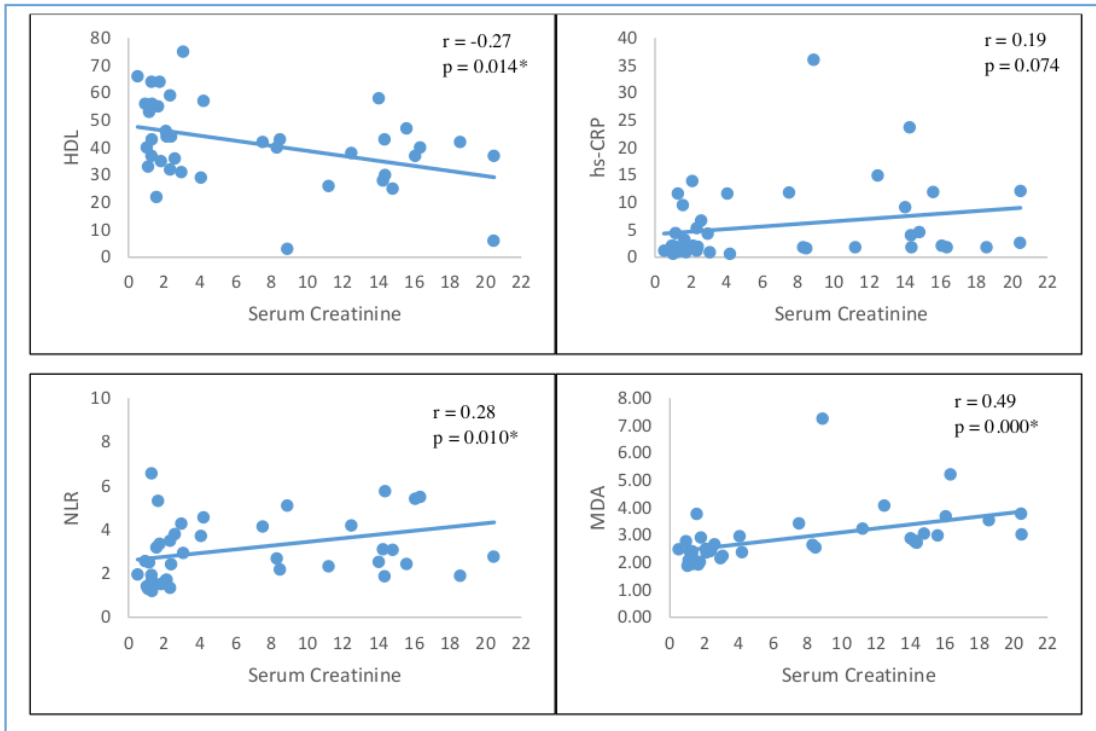 80
70
60
50
40
30
20
10
0
HDL
r = -0.27
p = 0.014*
0 2 4 6 8 10 12 14 16 18 20 22
Serum Creatinine
40
35
30
25
20
15
10
5
0
hs-CRP
r = 0.19
p = 0.074
0 2 4 6 8 10 12 14 16 18 20 22
Serum Creatinine
10
8
6
4
2
0
NLR
r = 0.28
p = 0.010*
0 2 4 6 8 10 12 14 16 18 20 22
Serum Creatinine
8.00
7.00
6.00
5.00
4.00
3.00
2.00
1.00
0.00
MDA
r = 0.49
p = 0.000*
0 2 4 6 8 10 12 14 16 18 20 22
Serum Creatinine